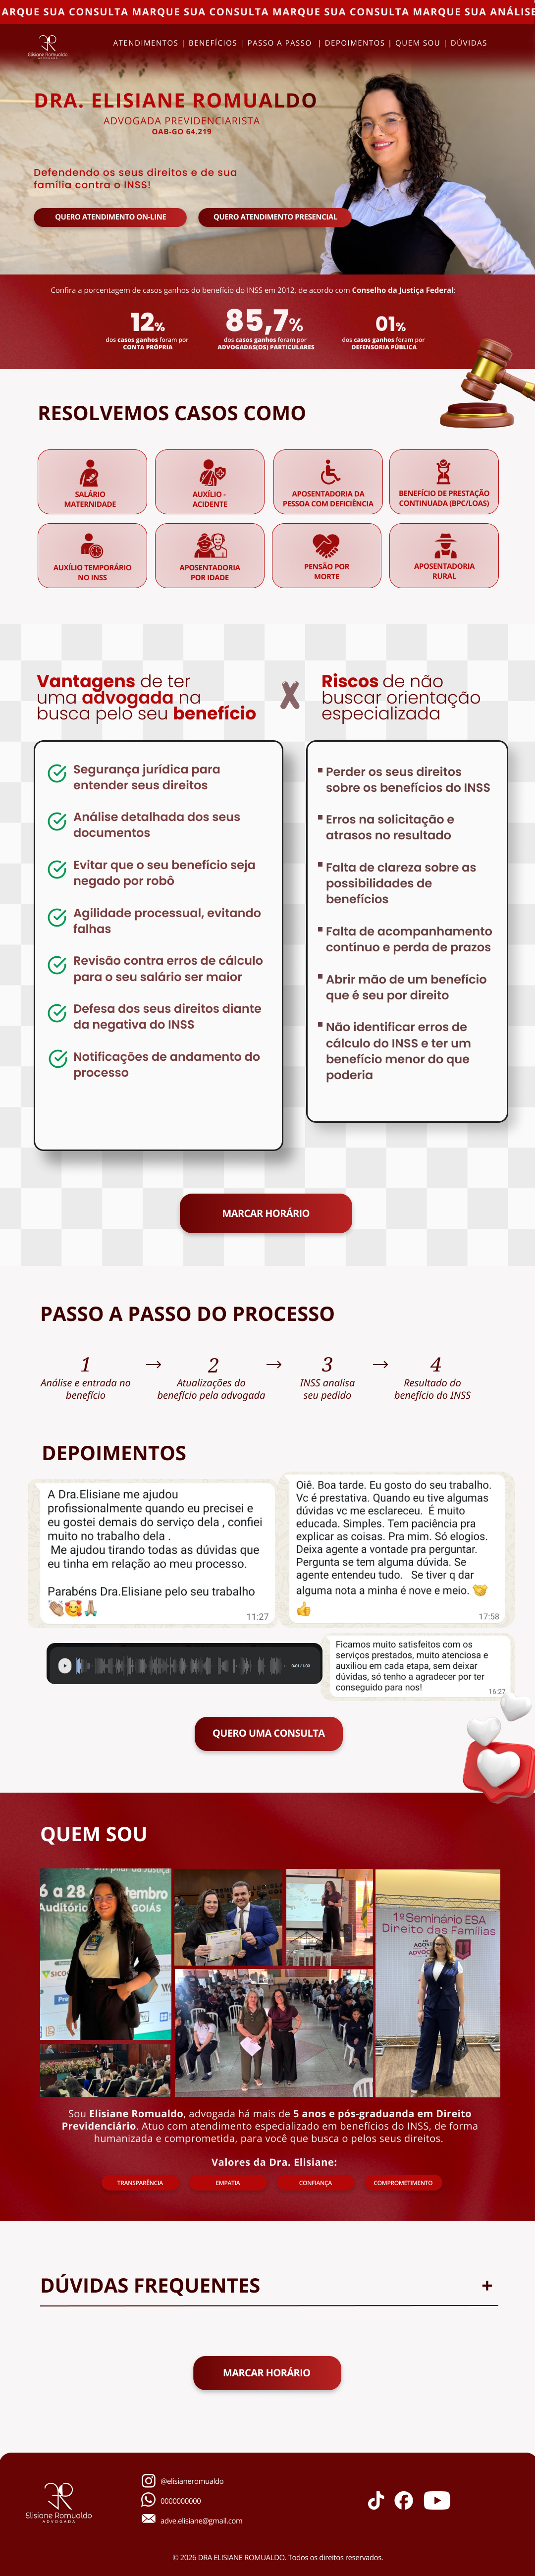 ARQUE SUA CONSULTA MARQUE SUA CONSULTA MARQUE SUA CONSULTA MARQUE SUA ANÁLISE
Elisiane Romualdo
ADVOGADA
ATENDIMENTOS | BENEFÍCIOS | PASSO A PASSO | DEPOIMENTOS | QUEM SOU | DÚVIDAS
DRA. ELISIANE ROMUALDO
ADVOGADA PREVIDENCIARISTA
OAB-GO 64.219
Defendendo os seus direitos e de sua
família contra o INSS!
QUERO ATENDIMENTO ON-LINE
QUERO ATENDIMENTO PRESENCIAL
Confira a porcentagem de casos ganhos do benefício do INSS em 2012, de acordo com Conselho da Justiça Federal:
12%
dos casos ganhos foram por
CONTA PRÓPRIA
85,7%
dos casos ganhos foram por
ADVOGADAS(OS) PARTICULARES
01%
dos casos ganhos foram por
DEFENSORIA PÚBLICA
RESOLVEMOS CASOS COMO
SALÁRIO
MATERNIDADE
AUXÍLIO -
ACIDENTE
APOSENTADORIA DA
PESSOA COM DEFICIÊNCIA
BENEFÍCIO DE PRESTAÇÃO
CONTINUADA (BPC/LOAS)
AUXÍLIO TEMPORÁRIO
NO INSS
APOSENTADORIA
POR IDADE
PENSÃO POR
MORTE
APOSENTADORIA
RURAL
Vantagens de ter
uma advogada na
busca pelo seu benefício
X
Riscos de não
buscar orientação
especializada
Segurança jurídica para
entender seus direitos
Análise detalhada dos seus
documentos
Evitar que o seu benefício seja
negado por robô
Agilidade processual, evitando
falhas
Revisão contra erros de cálculo
para o seu salário ser maior
Defesa dos seus direitos diante
da negativa do INSS
Notificações de andamento do
processo
Perder os seus direitos
sobre os benefícios do INSS
Erros na solicitação e
atrasos no resultado
Falta de clareza sobre as
possibilidades de
benefícios
Falta de acompanhamento
contínuo e perda de prazos
Abrir mão de um benefício
que é seu por direito
Não identificar erros de
cálculo do INSS e ter um
benefício menor do que
poderia
MARCAR HORÁRIO
PASSO A PASSO DO PROCESSO
1
Análise e entrada no
benefício
2
Atualizações do
benefício pela advogada
3
INSS analisa
seu pedido
4
Resultado do
benefício do INSS
DEPOIMENTOS
A Dra.Elisiane me ajudou
profissionalmente quando eu precisei e
eu gostei demais do serviço dela , confiei
muito no trabalho dela .
Me ajudou tirando todas as dúvidas que
eu tinha em relação ao meu processo.
Parabéns Dra.Elisiane pelo seu trabalho
👏🏼🥰🙏🏼
11:27
Oiê. Boa tarde. Eu gosto do seu trabalho.
Vc é prestativa. Quando eu tive algumas
dúvidas vc me esclareceu. É muito
educada. Simples. Tem paciência pra
explicar as coisas. Pra mim. Só elogios.
Deixa agente a vontade pra perguntar.
Pergunta se tem alguma dúvida. Se
agente entendeu tudo. Se tiver q dar
alguma nota a minha é nove e meio. 🤝
👍
17:58
0:01 / 1:03
Ficamos muito satisfeitos com os
serviços prestados, muito atenciosa e
auxiliou em cada etapa, sem deixar
dúvidas, só tenho a agradecer por ter
conseguido para nos!
16:27
QUERO UMA CONSULTA
QUEM SOU
6 a 28
Auditório
GOIÁS
1º Seminário ESA
Direito das Famílias
Sou Elisiane Romualdo, advogada há mais de 5 anos e pós-graduanda em Direito
Previdenciário. Atuo com atendimento especializado em benefícios do INSS, de forma
humanizada e comprometida, para você que busca o pelos seus direitos.
Valores da Dra. Elisiane:
TRANSPARÊNCIA
EMPATIA
CONFIANÇA
COMPROMETIMENTO
DÚVIDAS FREQUENTES
+
MARCAR HORÁRIO
Elisiane Romualdo
ADVOGADA
@elisianeromualdo
0000000000
adve.elisiane@gmail.com
© 2026 DRA ELISIANE ROMUALDO. Todos os direitos reservados.